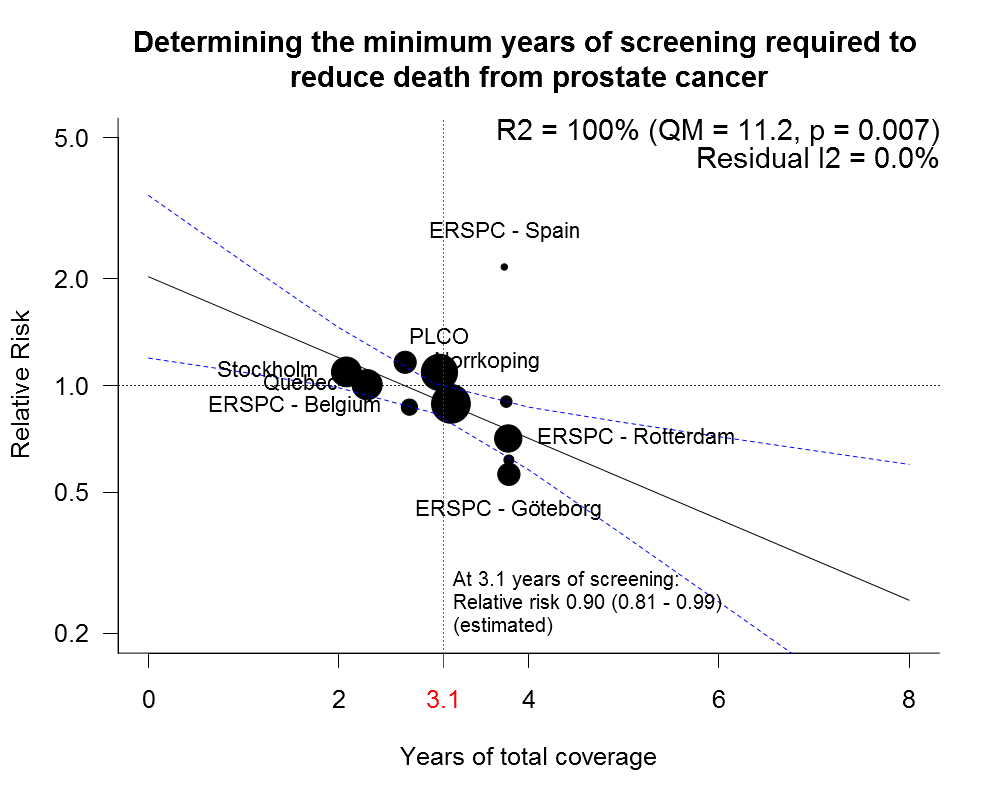 Determining the minimum years of screening required to
reduce death from prostate cancer
R2 = 100% (QM = 11.2, p = 0.007)
Residual I2 = 0.0%
5.0
2.0
1.0
0.5
0.2
Relative Risk
ERSPC - Spain
PLCO
Norrkoping
Stockholm
Quebec
ERSPC - Belgium
ERSPC - Rotterdam
ERSPC - Göteborg
At 3.1 years of screening:
Relative risk 0.90 (0.81 - 0.99)
(estimated)
0 2 3.1 4 6 8
Years of total coverage